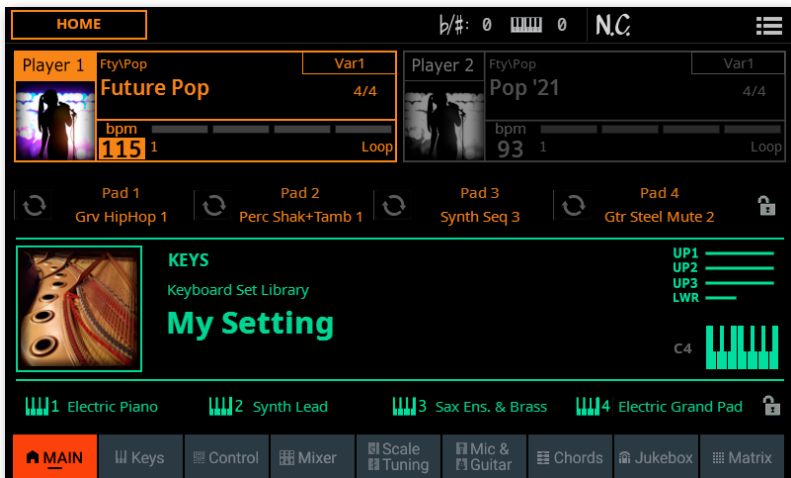 HOME
♭/#: 0 0 N.C.
Player 1 Fty\Pop Var1
Future Pop 4/4
bpm
115 1 Loop
Player 2 Fty\Pop Var1
Pop '21 4/4
bpm
93 1 Loop
Pad 1
Grv HipHop 1
Pad 2
Perc Shak+Tamb 1
Pad 3
Synth Seq 3
Pad 4
Gtr Steel Mute 2
KEYS
Keyboard Set Library
My Setting
UP1
UP2
UP3
LWR
C4
1 Electric Piano
2 Synth Lead
3 Sax Ens. & Brass
4 Electric Grand Pad
MAIN
Keys
Control
Mixer
Scale
Tuning
Mic &
Guitar
Chords
Jukebox
Matrix